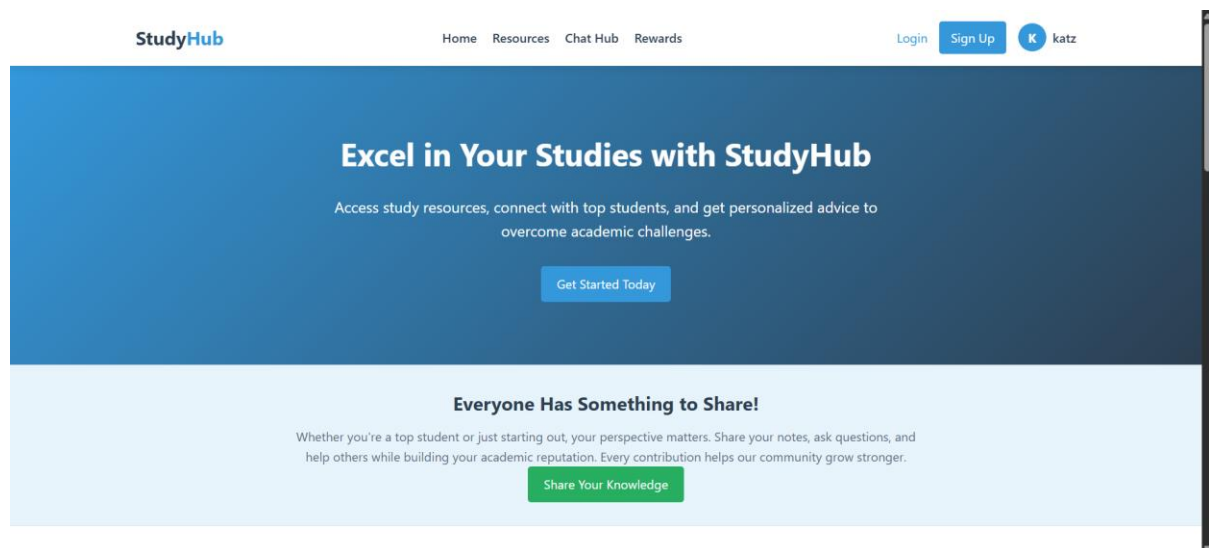 StudyHub
Home Resources Chat Hub Rewards
Login Sign Up K katz
Excel in Your Studies with StudyHub
Access study resources, connect with top students, and get personalized advice to
overcome academic challenges.
Get Started Today
Everyone Has Something to Share!
Whether you're a top student or just starting out, your perspective matters. Share your notes, ask questions, and
help others while building your academic reputation. Every contribution helps our community grow stronger.
Share Your Knowledge